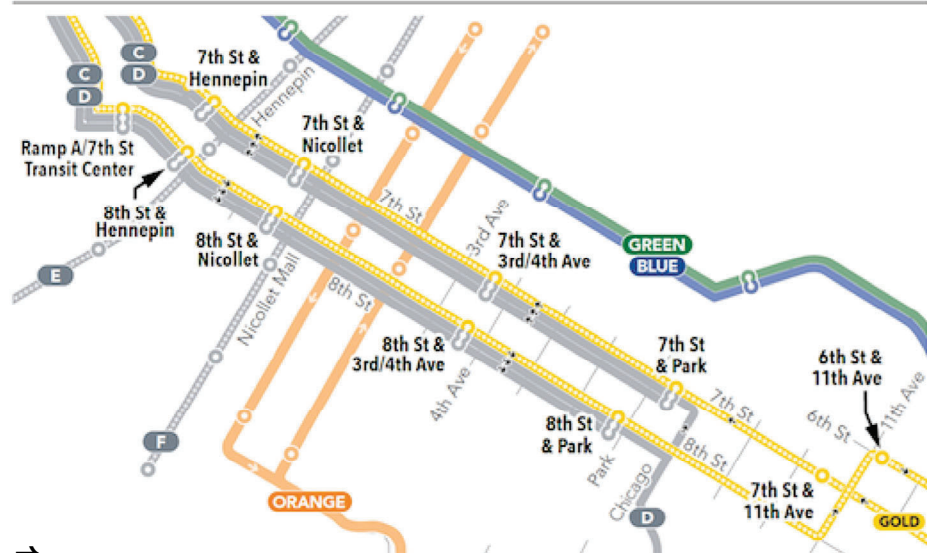 C
D
7th St &
Hennepin
Hennepin
C
D
7th St &
Nicollet
Ramp A/7th St
Transit Center
8th St &
Hennepin
7th St
3rd Ave
8th St &
Nicollet
7th St &
3rd/4th Ave
GREEN
BLUE
E
Nicollet Mall
8th St
8th St &
3rd/4th Ave
4th Ave
7th St
& Park
6th St &
11th Ave
7th St
11th Ave
6th St
F
8th St
& Park
8th St
Park
Chicago
7th St &
11th Ave
ORANGE
D
GOLD